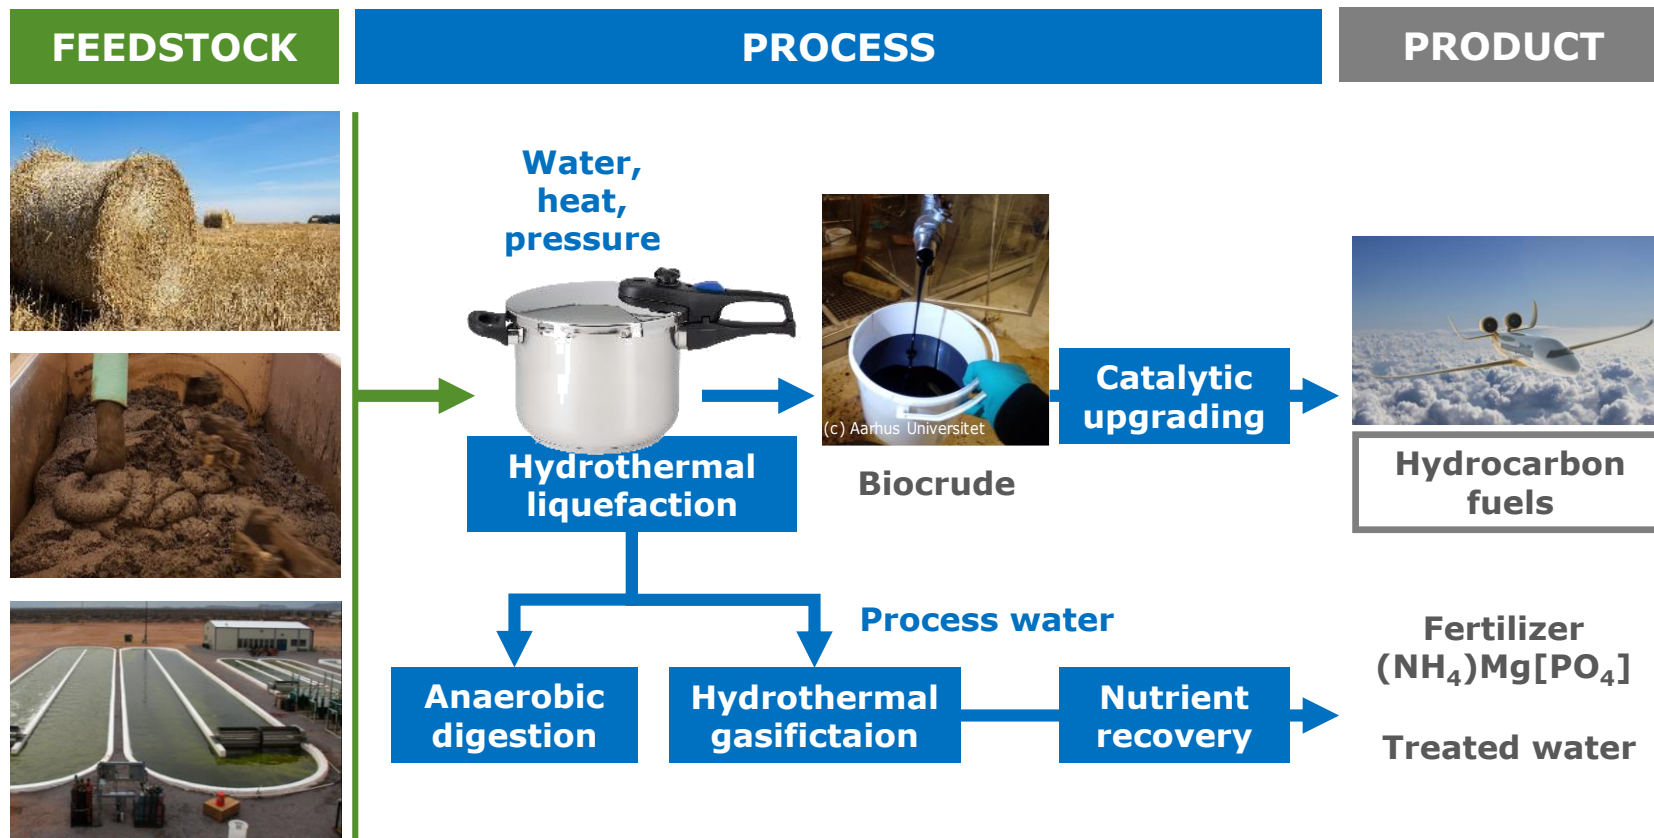 FEEDSTOCK
PROCESS
PRODUCT
Water,
heat,
pressure
(c) Aarhus Universitet
Catalytic
upgrading
Hydrothermal
liquefaction
Biocrude
Hydrocarbon
fuels
Process water
Anaerobic
digestion
Hydrothermal
gasifictaion
Nutrient
recovery
Fertilizer
(NH₄)Mg[PO₄]
Treated water